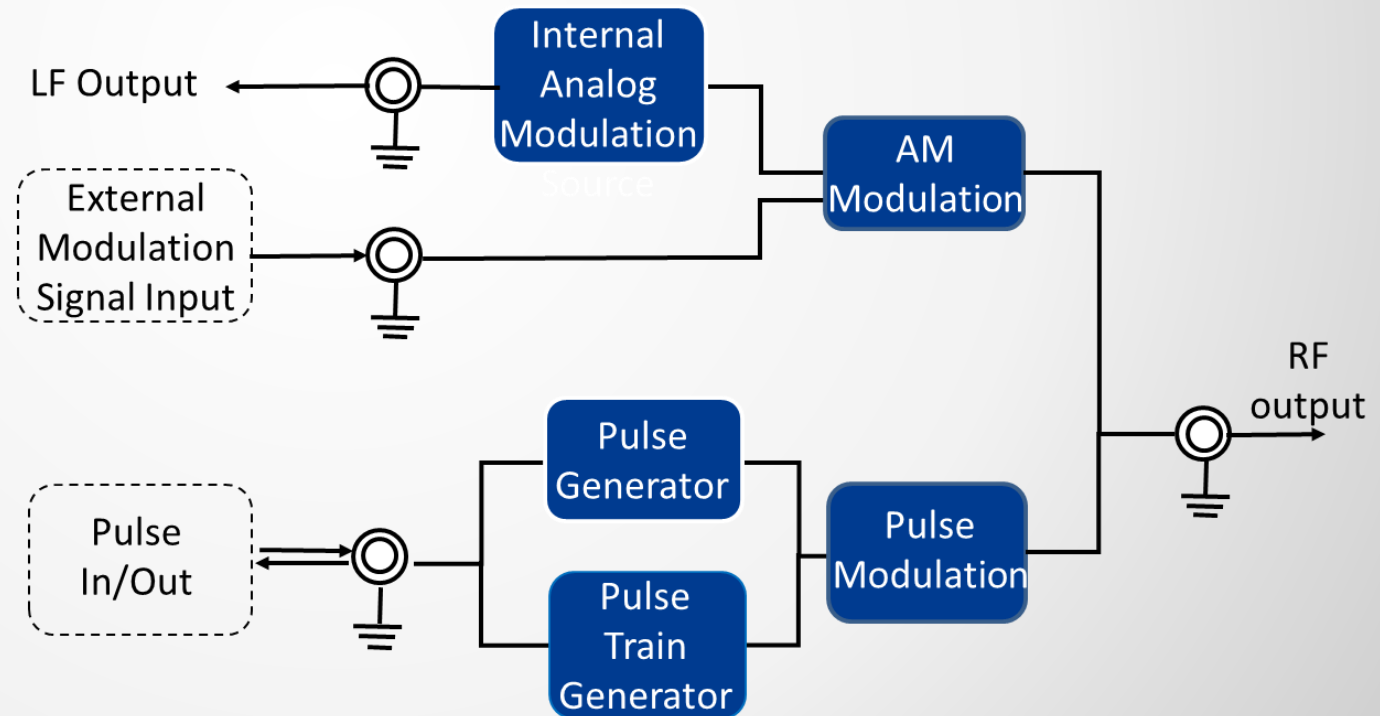 LF Output
Internal
Analog
Modulation
Source
External
Modulation
Signal Input
AM
Modulation
RF
output
Pulse
Generator
Pulse
In/Out
Pulse
Modulation
Pulse
Train
Generator